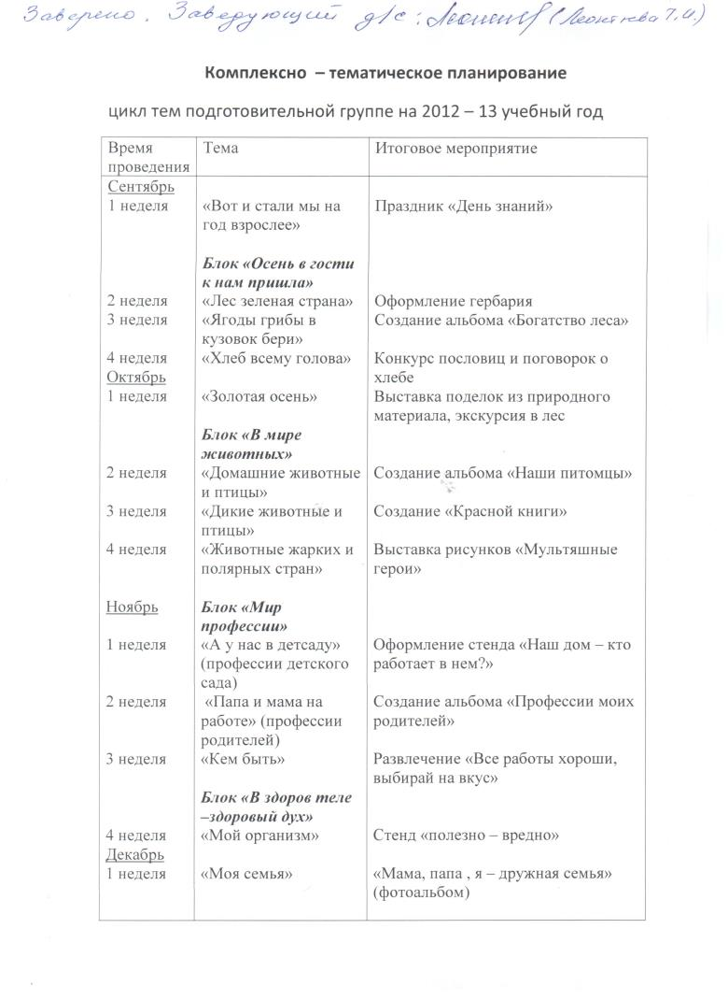 Заверено. Заведующий д/с: (Леонтьева Т.И.)
Комплексно – тематическое планирование
цикл тем подготовительной группе на 2012 – 13 учебный год
Время Тема Итоговое мероприятие
проведения
Сентябрь
1 неделя «Вот и стали мы на Праздник «День знаний»
год взрослее»
Блок «Осень в гости
к нам пришла»
2 неделя «Лес зеленая страна» Оформление гербария
3 неделя «Ягоды грибы в Создание альбома «Богатство леса»
кузовок бери»
4 неделя «Хлеб всему голова» Конкурс пословиц и поговорок о
Октябрь хлебе
1 неделя «Золотая осень» Выставка поделок из природного
материала, экскурсия в лес
Блок «В мире
животных»
2 неделя «Домашние животные Создание альбома «Наши питомцы»
и птицы»
3 неделя «Дикие животные и Создание «Красной книги»
птицы»
4 неделя «Животные жарких и Выставка рисунков «Мультяшные
полярных стран» герои»
Ноябрь Блок «Мир
профессии»
1 неделя «А у нас в детсаду» Оформление стенда «Наш дом – кто
(профессии детского работает в нем?»
сада)
2 неделя «Папа и мама на Создание альбома «Профессии моих
работе» (профессии родителей»
родителей)
3 неделя «Кем быть» Развлечение «Все работы хороши,
выбирай на вкус»
Блок «В здоров теле
–здоровый дух»
4 неделя «Мой организм» Стенд «полезно – вредно»
Декабрь
1 неделя «Моя семья» «Мама, папа , я – дружная семья»
(фотоальбом)